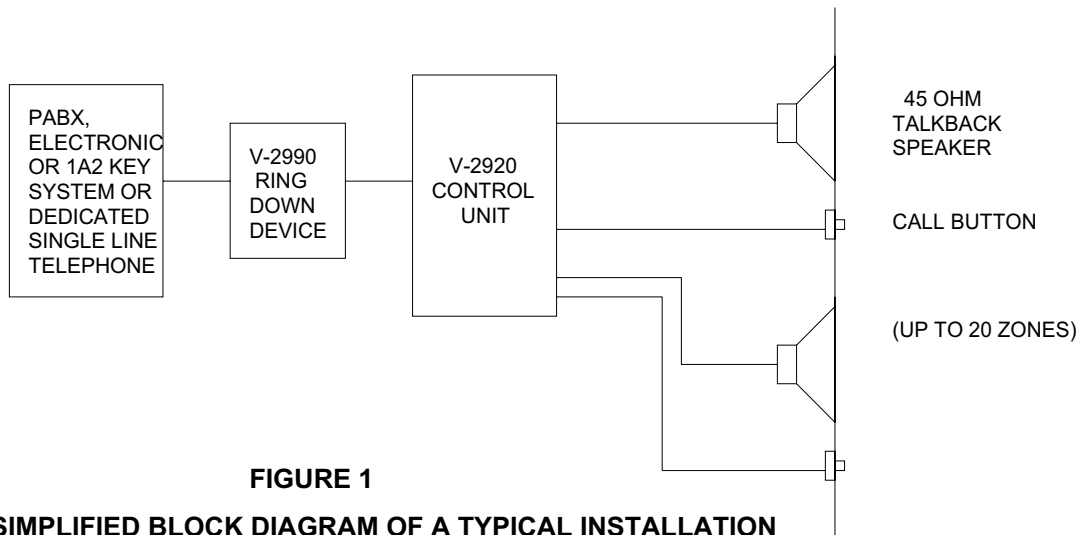 PABX,
ELECTRONIC
OR 1A2 KEY
SYSTEM OR
DEDICATED
SINGLE LINE
TELEPHONE
V-2990
RING
DOWN
DEVICE
V-2920
CONTROL
UNIT
45 OHM
TALKBACK
SPEAKER
CALL BUTTON
(UP TO 20 ZONES)
FIGURE 1
SIMPLIFIED BLOCK DIAGRAM OF A TYPICAL INSTALLATION